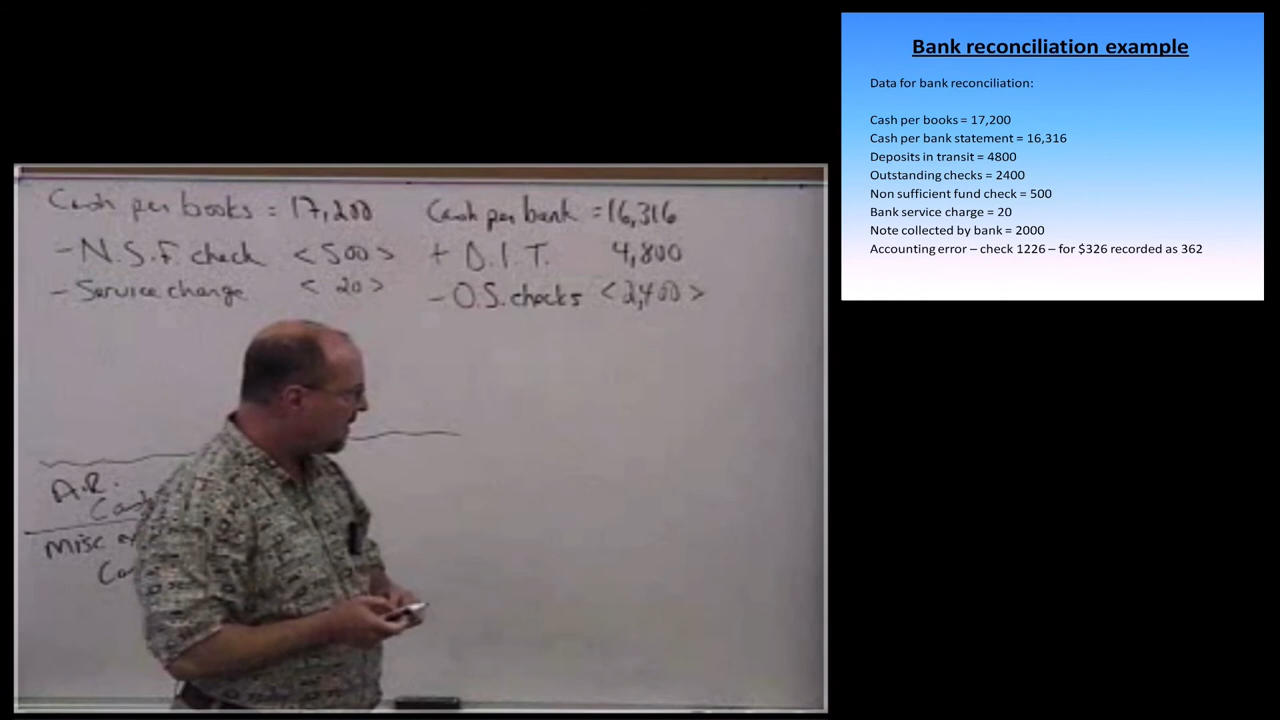 Bank reconciliation example
Data for bank reconciliation:
Cash per books = 17,200
Cash per bank statement = 16,316
Deposits in transit = 4800
Outstanding checks = 2400
Non sufficient fund check = 500
Bank service charge = 20
Note collected by bank = 2000
Accounting error – check 1226 – for $326 recorded as 362
Cash per books = 17,200
- N.S.F. check <500>
- Service charge <20>
Cash per bank = 16,316
+ D.I.T. 4,800
- O.S. checks <2,400>
A.R.
Cash
Misc